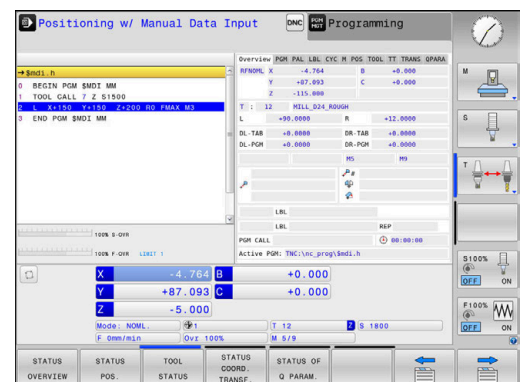 Positioning w/ Manual Data Input DNC PGM MGT Programming
→$mdi.h
0 BEGIN PGM $MDI MM
1 TOOL CALL 7 Z S1500
2 L X+150 Y+150 Z+200 R0 FMAX M3
3 END PGM $MDI MM
100% S-OVR
100% F-OVR LIMIT 1
Overview PGM PAL LBL CYC M POS TOOL TT TRANS QPARA
RFNOML X -4.764 B +0.000
Y +87.093 C +0.000
Z -115.000
T : 12 MILL_D24_ROUGH
L +90.0000 R +12.0000
DL-TAB +0.0000 DR-TAB +0.0000
DL-PGM +0.0000 DR-PGM +0.0000
M5 M9
P #
LBL
LBL REP
PGM CALL 00:00:00
Active PGM: TNC:\nc_prog\$mdi.h
X -4.764 B +0.000
Y +87.093 C +0.000
Z -5.000
Mode: NOML. 1 T 12 Z S 1800
F 0mm/min Ovr 100% M 5/9
M
S
T
S100%
OFF ON
F100%
OFF ON
STATUS OVERVIEW
STATUS POS.
TOOL STATUS
STATUS COORD. TRANSF.
STATUS OF Q PARAM.